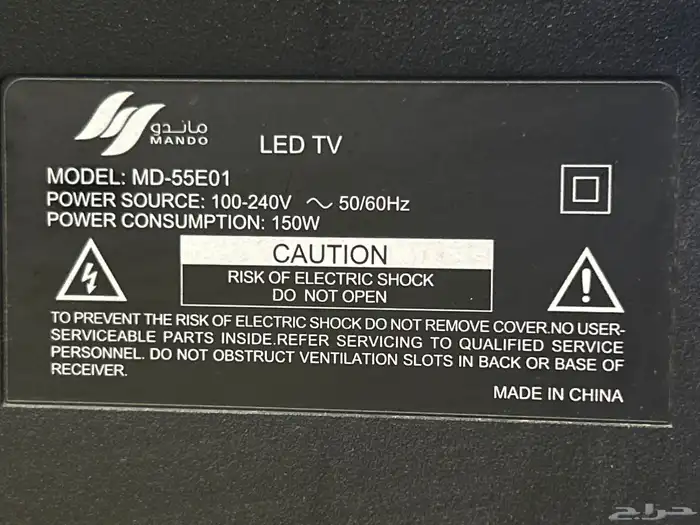 ماندو
MANDO
LED TV
MODEL: MD-55E01
POWER SOURCE: 100-240V ~ 50/60Hz
POWER CONSUMPTION: 150W
CAUTION
RISK OF ELECTRIC SHOCK
DO NOT OPEN
TO PREVENT THE RISK OF ELECTRIC SHOCK DO NOT REMOVE COVER.NO USER-
SERVICEABLE PARTS INSIDE.REFER SERVICING TO QUALIFIED SERVICE
PERSONNEL. DO NOT OBSTRUCT VENTILATION SLOTS IN BACK OR BASE OF
RECEIVER.
MADE IN CHINA
حراج